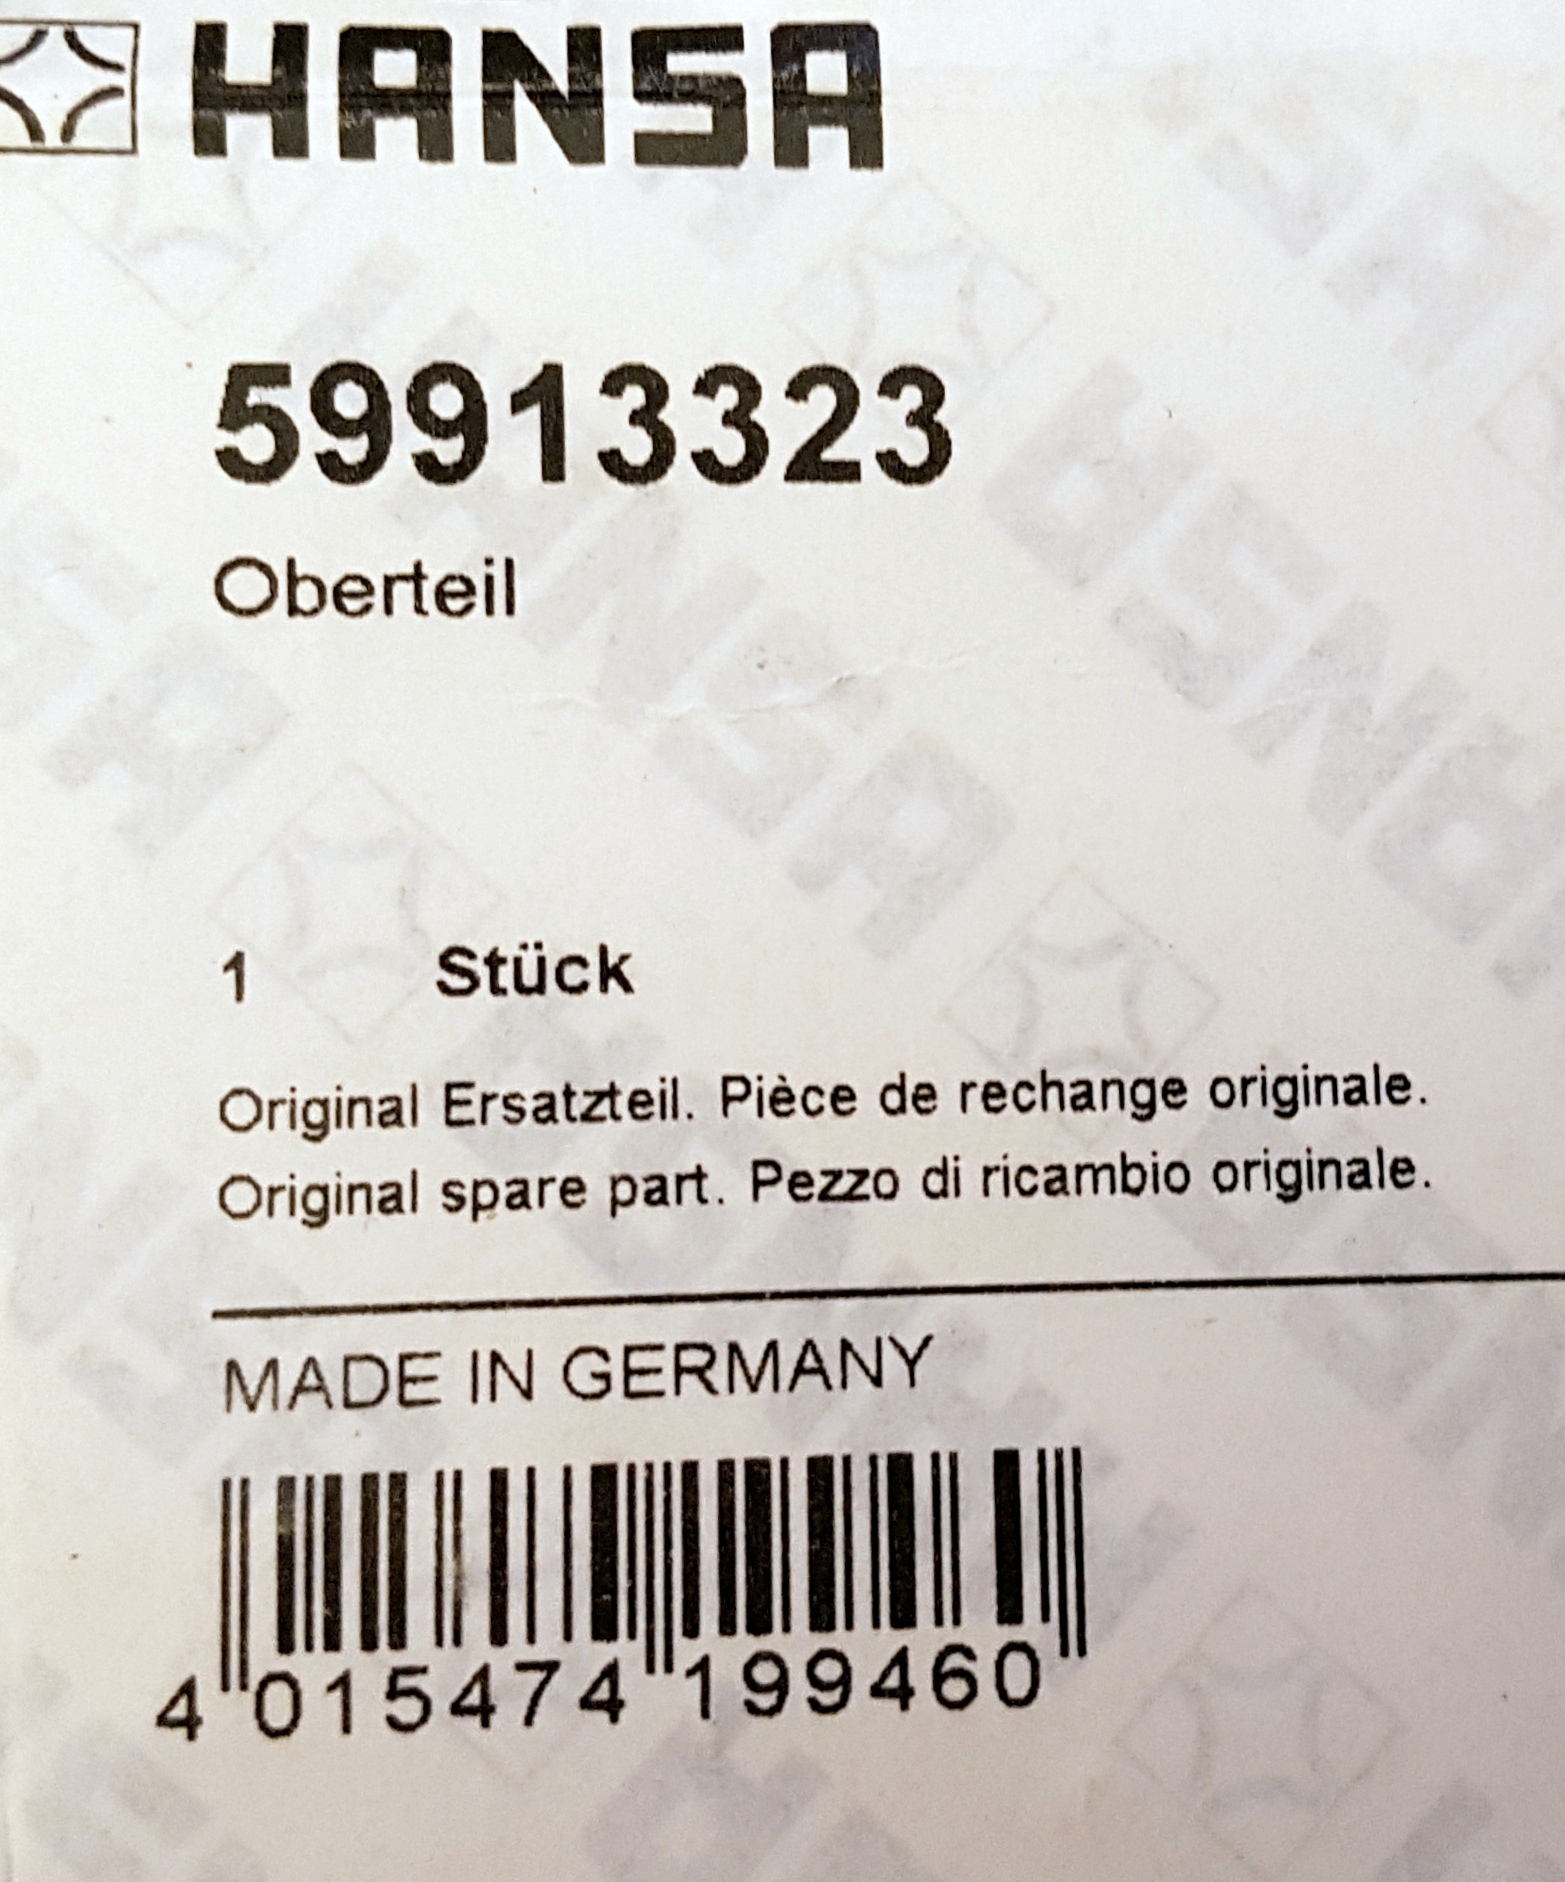 HANSA
59913323
Oberteil
1 Stück
Original Ersatzteil. Pièce de rechange originale.
Original spare part. Pezzo di ricambio originale.
MADE IN GERMANY
4 015474 199460